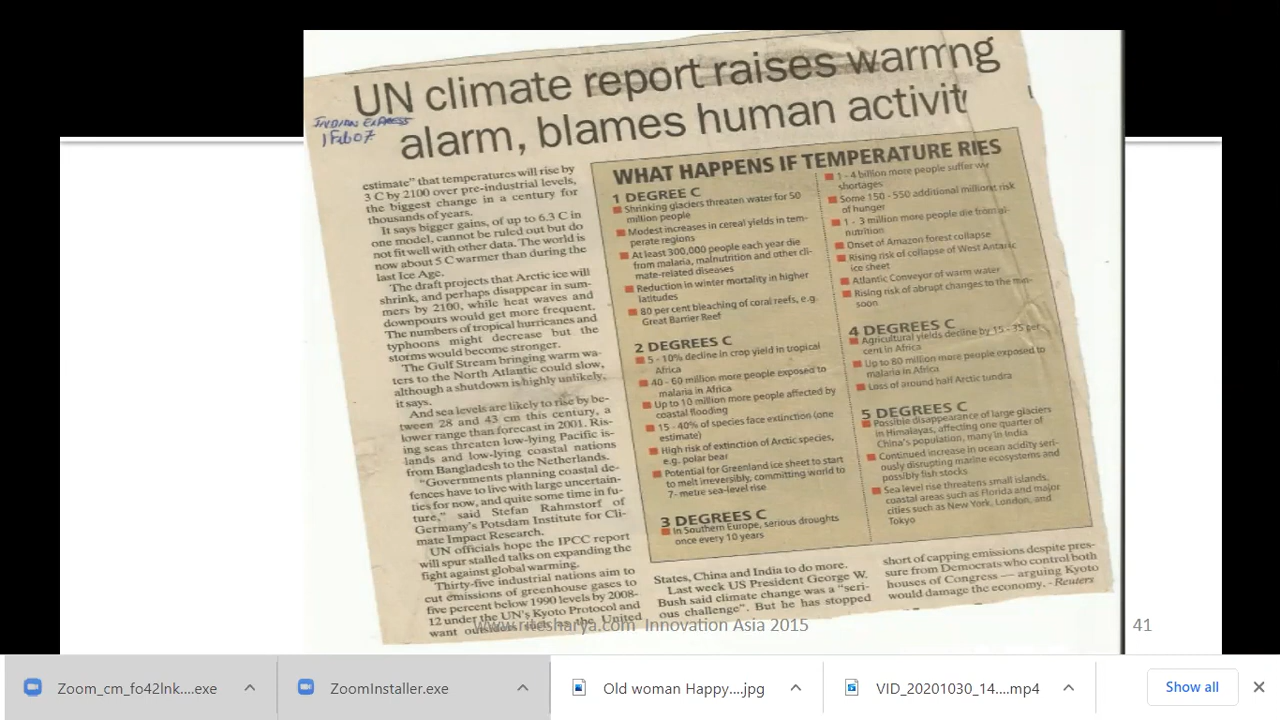 UN climate report raises warmng
alarm, blames human activit
INDIAN EXPRESS
1 Feb 07
estimate" that temperatures will rise by
3 C by 2100 over pre-industrial levels,
the biggest change in a century for
thousands of years.
It says bigger gains, of up to 6.3 C in
one model, cannot be ruled out but do
not fit well with other data. The world is
now about 5 C warmer than during the
last Ice Age.
The draft projects that Arctic ice will
shrink, and perhaps disappear in sum-
mers by 2100, while heat waves and
downpours would get more frequent.
The numbers of tropical hurricanes and
typhoons might decrease but the
storms would become stronger.
The Gulf Stream bringing warm wa-
ters to the North Atlantic could slow,
although a shutdown is highly unlikely,
it says.
And sea levels are likely to rise by be-
tween 28 and 43 cm this century, a
lower range than forecast in 2001. Ris-
ing seas threaten low-lying Pacific is-
lands and low-lying coastal nations
from Bangladesh to the Netherlands.
"Governments planning coastal de-
fences have to live with large uncertain-
ties for now, and quite some time in fu-
ture," said Stefan Rahmstorf of
Germany's Potsdam Institute for Cli-
mate Impact Research.
UN officials hope the IPCC report
will spur stalled talks on expanding the
fight against global warming.
Thirty-five industrial nations aim to
cut emissions of greenhouse gases to
five percent below 1990 levels by 2008-
12 under the UN's Kyoto Protocol and
want outsiders such as the United
WHAT HAPPENS IF TEMPERATURE RIES
1 DEGREE C
Shrinking glaciers threaten water for 50
million people
Modest increases in cereal yields in tem-
perate regions
At least 300,000 people each year die
from malaria, malnutrition and other cli-
mate-related diseases
Reduction in winter mortality in higher
latitudes
80 per cent bleaching of coral reefs, e.g.
Great Barrier Reef
2 DEGREES C
5 - 10% decline in crop yield in tropical
Africa
40 - 60 million more people exposed to
malaria in Africa
Up to 10 million more people affected by
coastal flooding
15 - 40% of species face extinction (one
estimate)
High risk of extinction of Arctic species,
e.g. polar bear
Potential for Greenland ice sheet to start
to melt irreversibly, committing world to
7- metre sea-level rise
3 DEGREES C
In Southern Europe, serious droughts
once every 10 years
1 - 4 billion more people suffer
shortages
Some 150 - 550 additional millions risk
of hunger
1 - 3 million more people die from
nutrition
Onset of Amazon forest collapse
Rising risk of collapse of West Antarctic
ice sheet
Atlantic Conveyor of warm water
Rising risk of abrupt changes to the mon-
soon
4 DEGREES C
Agricultural yields decline by 15 - 35 per
cent in Africa
Up to 80 million more people exposed to
malaria in Africa
Loss of around half Arctic tundra
5 DEGREES C
Possible disappearance of large glaciers
in Himalayas, affecting one quarter of
China's population, many in India
Continued increase in ocean acidity seri-
ously disrupting marine ecosystems and
possibly fish stocks
Sea level rise threatens small islands,
coastal areas such as Florida and major
cities such as New York, London, and
Tokyo
States, China and India to do more.
Last week US President George W.
Bush said climate change was a "seri-
ous challenge". But he has stopped
short of capping emissions despite pres-
sure from Democrats who control both
houses of Congress — arguing Kyoto
would damage the economy. - Reuters
Innovation Asia 2015
41
Zoom_cm_fo42lnk....exe
ZoomInstaller.exe
Old woman Happy....jpg
VID_20201030_14....mp4
Show all